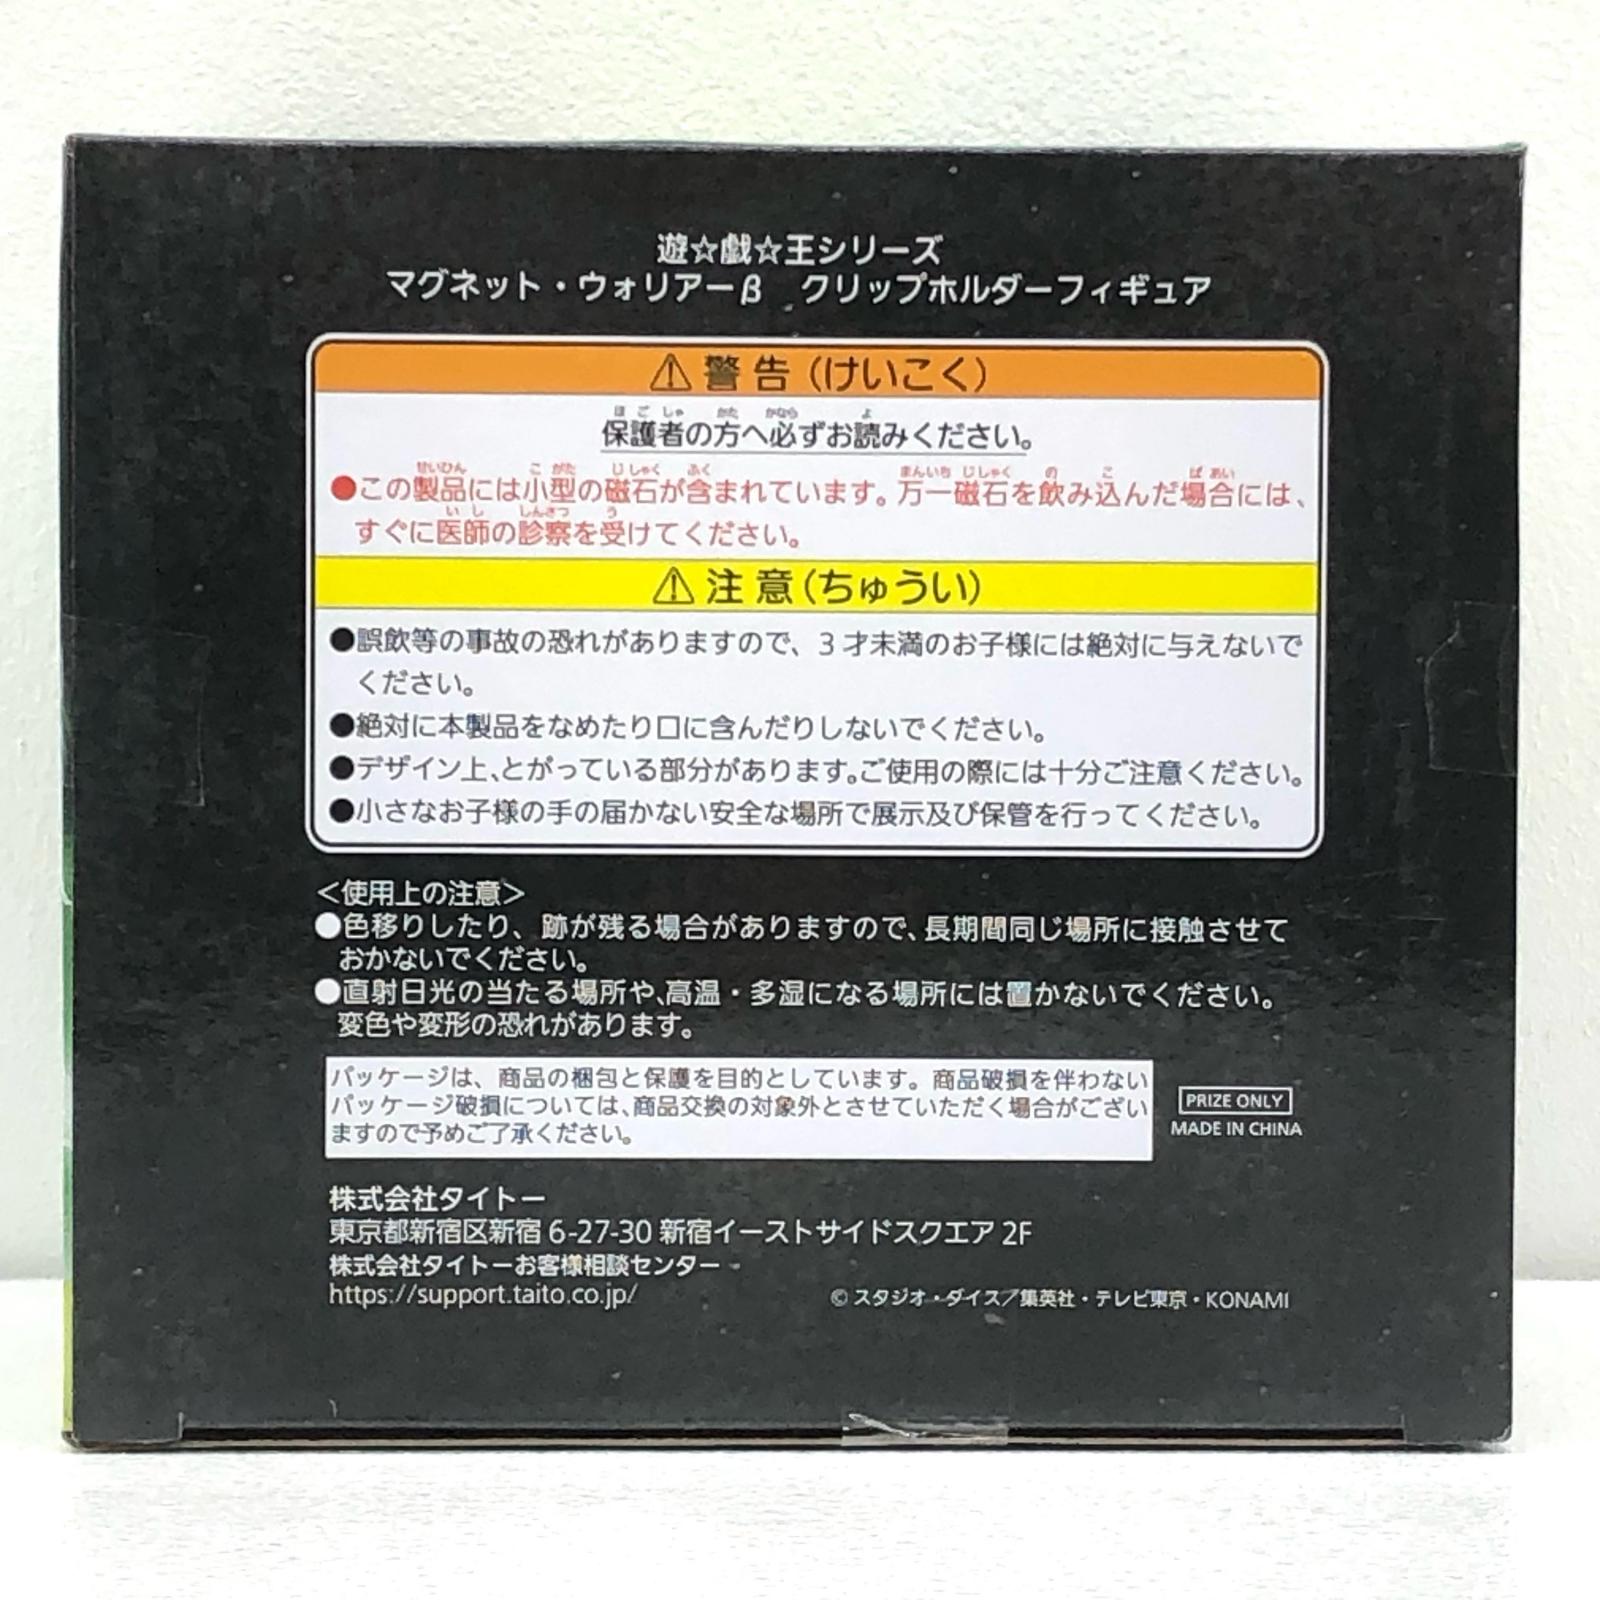 遊☆戯☆王シリーズ
マグネット・ウォリアーβ　クリップホルダーフィギュア
⚠警告（けいこく）
保護者の方へ必ずお読みください。
●この製品には小型の磁石が含まれています。万一磁石を飲み込んだ場合には、
すぐに医師の診察を受けてください。
⚠注意（ちゅうい）
●誤飲等の事故の恐れがありますので、3才未満のお子様には絶対に与えないで
ください。
●絶対に本製品をなめたり口に含んだりしないでください。
●デザイン上、とがっている部分があります。ご使用の際には十分ご注意ください。
●小さなお子様の手の届かない安全な場所で展示及び保管を行ってください。
＜使用上の注意＞
●色移りしたり、跡が残る場合がありますので、長期間同じ場所に接触させて
おかないでください。
●直射日光の当たる場所や、高温・多湿になる場所には置かないでください。
変色や変形の恐れがあります。
パッケージは、商品の梱包と保護を目的としています。商品破損を伴わない
パッケージ破損については、商品交換の対象外とさせていただく場合がござい
ますので予めご了承ください。
PRIZE ONLY
MADE IN CHINA
株式会社タイトー
東京都新宿区新宿 6-27-30 新宿イーストサイドスクエア 2F
株式会社タイトーお客様相談センター
https://support.taito.co.jp/
© スタジオ・ダイス／集英社・テレビ東京・KONAMI